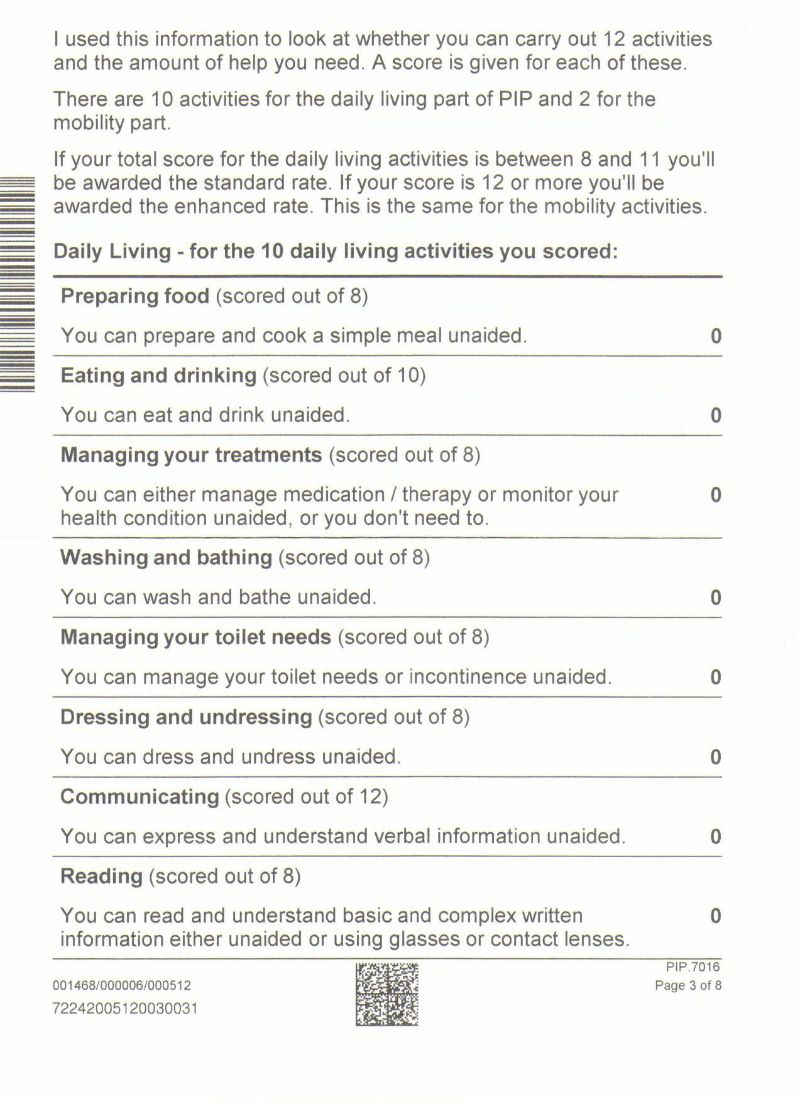 I used this information to look at whether you can carry out 12 activities
and the amount of help you need. A score is given for each of these.
There are 10 activities for the daily living part of PIP and 2 for the
mobility part.
If your total score for the daily living activities is between 8 and 11 you'll
be awarded the standard rate. If your score is 12 or more you'll be
awarded the enhanced rate. This is the same for the mobility activities.
Daily Living - for the 10 daily living activities you scored:
Preparing food (scored out of 8)
You can prepare and cook a simple meal unaided. 0
Eating and drinking (scored out of 10)
You can eat and drink unaided. 0
Managing your treatments (scored out of 8)
You can either manage medication / therapy or monitor your 0
health condition unaided, or you don't need to.
Washing and bathing (scored out of 8)
You can wash and bathe unaided. 0
Managing your toilet needs (scored out of 8)
You can manage your toilet needs or incontinence unaided. 0
Dressing and undressing (scored out of 8)
You can dress and undress unaided. 0
Communicating (scored out of 12)
You can express and understand verbal information unaided. 0
Reading (scored out of 8)
You can read and understand basic and complex written 0
information either unaided or using glasses or contact lenses.
PIP.7016
001468/000006/000512 Page 3 of 8
72242005120030031